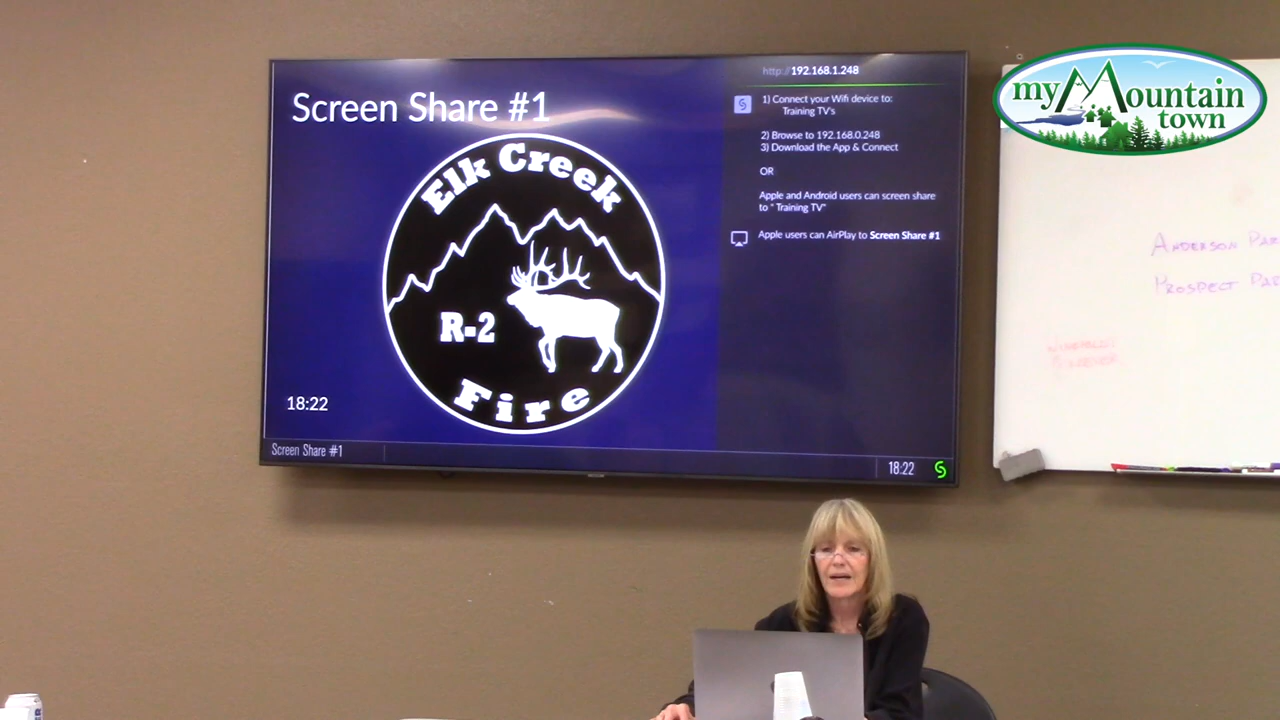 Screen Share #1
Elk Creek
R-2
Fire
18:22
Screen Share #1
18:22
http://192.168.1.248
1) Connect your Wifi device to:
Training TV's
2) Browse to 192.168.0.248
3) Download the App & Connect
OR
Apple and Android users can screen share
to " Training TV"
Apple users can AirPlay to Screen Share #1
my Mountain
town
ANDERSON PAR
PROSPECT PAR